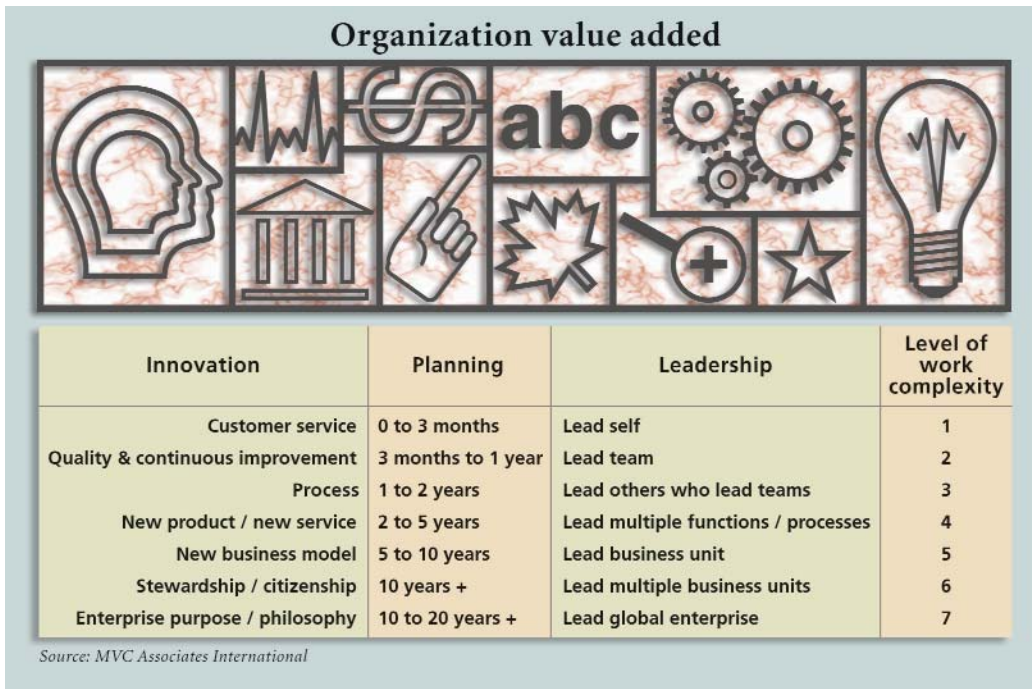 Organization value added
abc
Innovation Planning Leadership Level of
work
complexity
Customer service 0 to 3 months Lead self 1
Quality & continuous improvement 3 months to 1 year Lead team 2
Process 1 to 2 years Lead others who lead teams 3
New product / new service 2 to 5 years Lead multiple functions / processes 4
New business model 5 to 10 years Lead business unit 5
Stewardship / citizenship 10 years + Lead multiple business units 6
Enterprise purpose / philosophy 10 to 20 years + Lead global enterprise 7
Source: MVC Associates International